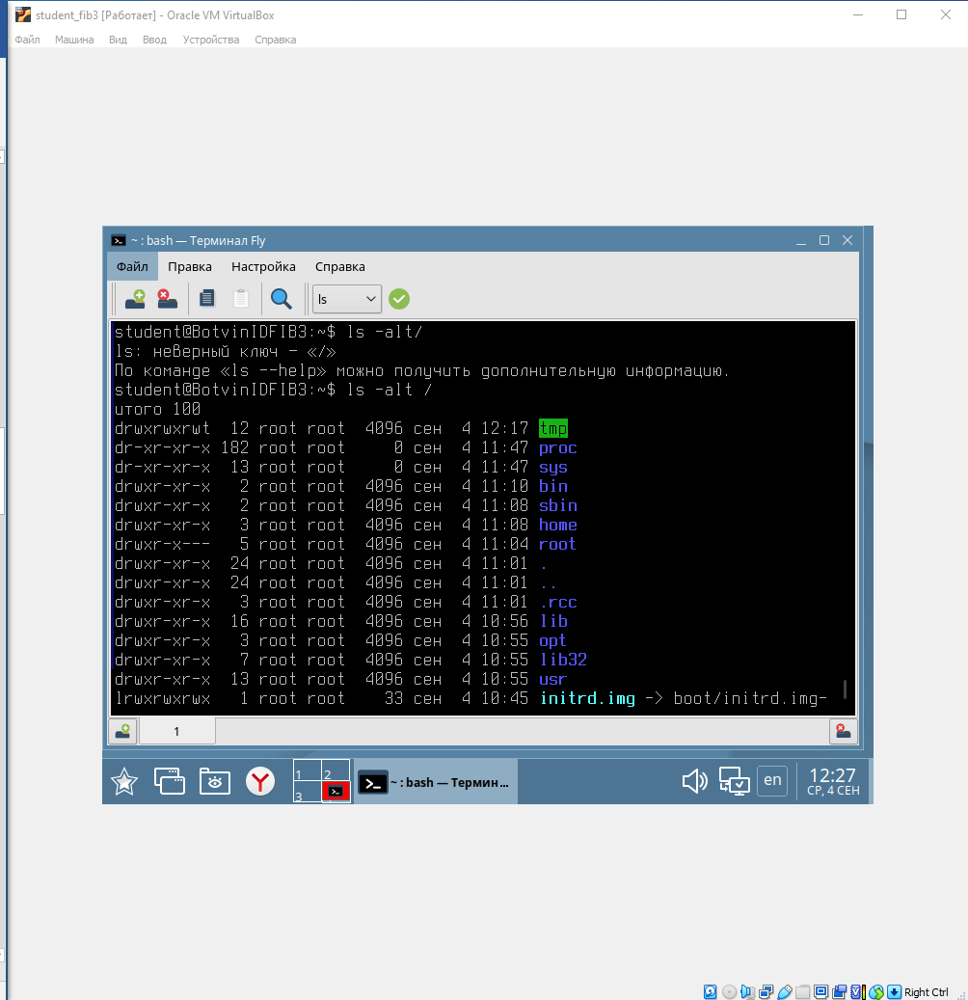 student_fib3 [Работает] - Oracle VM VirtualBox
Файл Машина Вид Ввод Устройства Справка
~ : bash — Терминал Fly
Файл Правка Настройка Справка
ls
student@BotvinIDFIB3:~$ ls -alt/
ls: неверный ключ — «/»
По команде «ls --help» можно получить дополнительную информацию.
student@BotvinIDFIB3:~$ ls -alt /
итого 100
drwxrwxrwt 12 root root 4096 сен 4 12:17 tmp
dr-xr-xr-x 182 root root 0 сен 4 11:47 proc
dr-xr-xr-x 13 root root 0 сен 4 11:47 sys
drwxr-xr-x 2 root root 4096 сен 4 11:10 bin
drwxr-xr-x 2 root root 4096 сен 4 11:08 sbin
drwxr-xr-x 3 root root 4096 сен 4 11:08 home
drwxr-x--- 5 root root 4096 сен 4 11:04 root
drwxr-xr-x 24 root root 4096 сен 4 11:01 .
drwxr-xr-x 24 root root 4096 сен 4 11:01 ..
drwxr-xr-x 3 root root 4096 сен 4 11:01 .rcc
drwxr-xr-x 16 root root 4096 сен 4 10:56 lib
drwxr-xr-x 3 root root 4096 сен 4 10:55 opt
drwxr-xr-x 7 root root 4096 сен 4 10:55 lib32
drwxr-xr-x 13 root root 4096 сен 4 10:55 usr
lrwxrwxrwx 1 root root 33 сен 4 10:45 initrd.img -> boot/initrd.img-
1
1 2
3
~ : bash — Термин...
en
12:27
СР, 4 СЕН
Right Ctrl